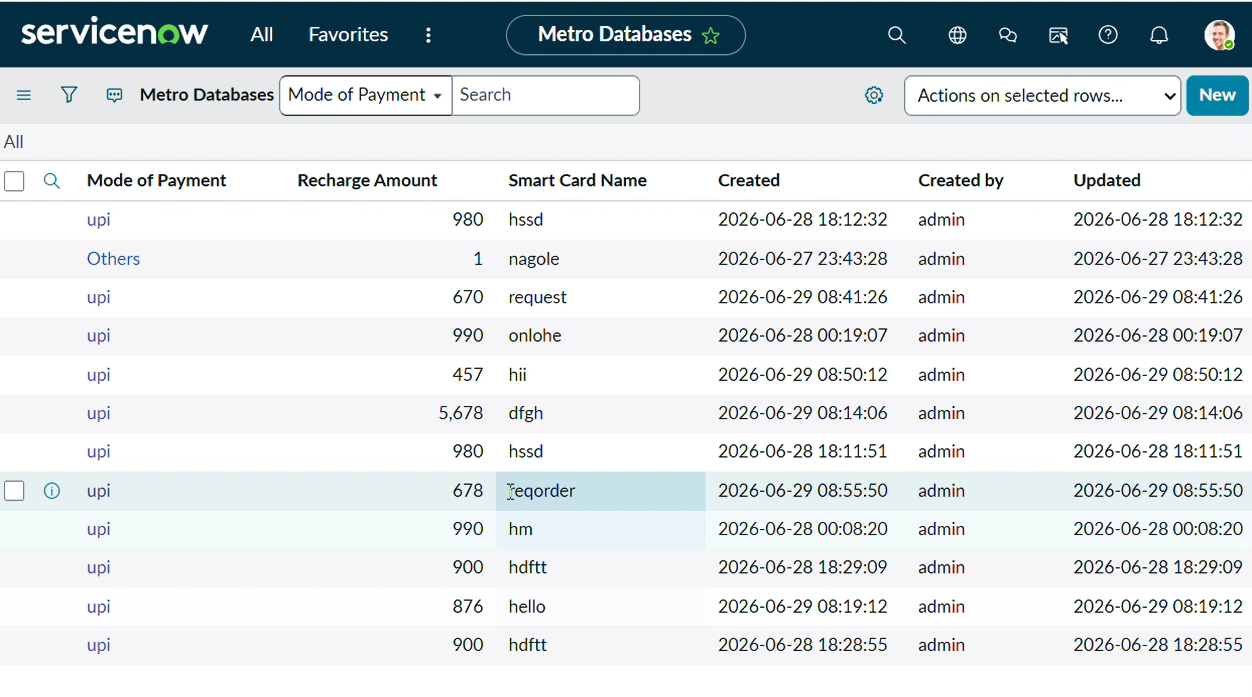 servicenow All Favorites Metro Databases
Metro Databases Mode of Payment Search Actions on selected rows... New
All
Mode of Payment Recharge Amount Smart Card Name Created Created by Updated
upi 980 hssd 2026-06-28 18:12:32 admin 2026-06-28 18:12:32
Others 1 nagole 2026-06-27 23:43:28 admin 2026-06-27 23:43:28
upi 670 request 2026-06-29 08:41:26 admin 2026-06-29 08:41:26
upi 990 onlohe 2026-06-28 00:19:07 admin 2026-06-28 00:19:07
upi 457 hii 2026-06-29 08:50:12 admin 2026-06-29 08:50:12
upi 5,678 dfgh 2026-06-29 08:14:06 admin 2026-06-29 08:14:06
upi 980 hssd 2026-06-28 18:11:51 admin 2026-06-28 18:11:51
upi 678 reqorder 2026-06-29 08:55:50 admin 2026-06-29 08:55:50
upi 990 hm 2026-06-28 00:08:20 admin 2026-06-28 00:08:20
upi 900 hdftt 2026-06-28 18:29:09 admin 2026-06-28 18:29:09
upi 876 hello 2026-06-29 08:19:12 admin 2026-06-29 08:19:12
upi 900 hdftt 2026-06-28 18:28:55 admin 2026-06-28 18:28:55